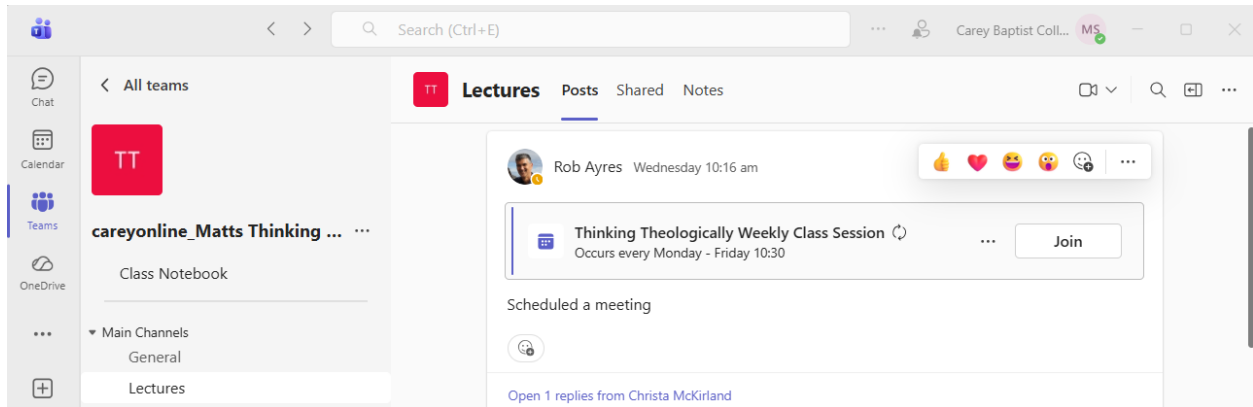 Search (Ctrl+E)
Carey Baptist Coll...
MS
Chat
Calendar
Teams
OneDrive
All teams
TT
careyonline_Matts Thinking ...
Class Notebook
Main Channels
General
Lectures
TT
Lectures Posts Shared Notes
Rob Ayres Wednesday 10:16 am
Thinking Theologically Weekly Class Session
Occurs every Monday - Friday 10:30
Join
Scheduled a meeting
Open 1 replies from Christa McKirland